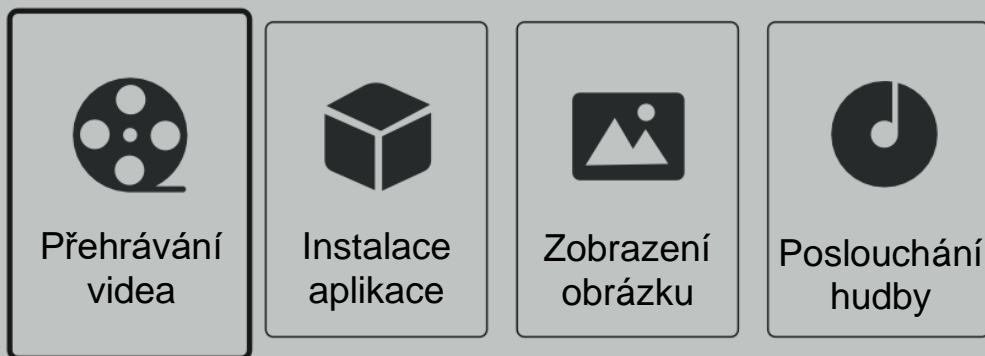 Přehrávání
videa
Instalace
aplikace
Zobrazení
obrázku
Poslouchání
hudby